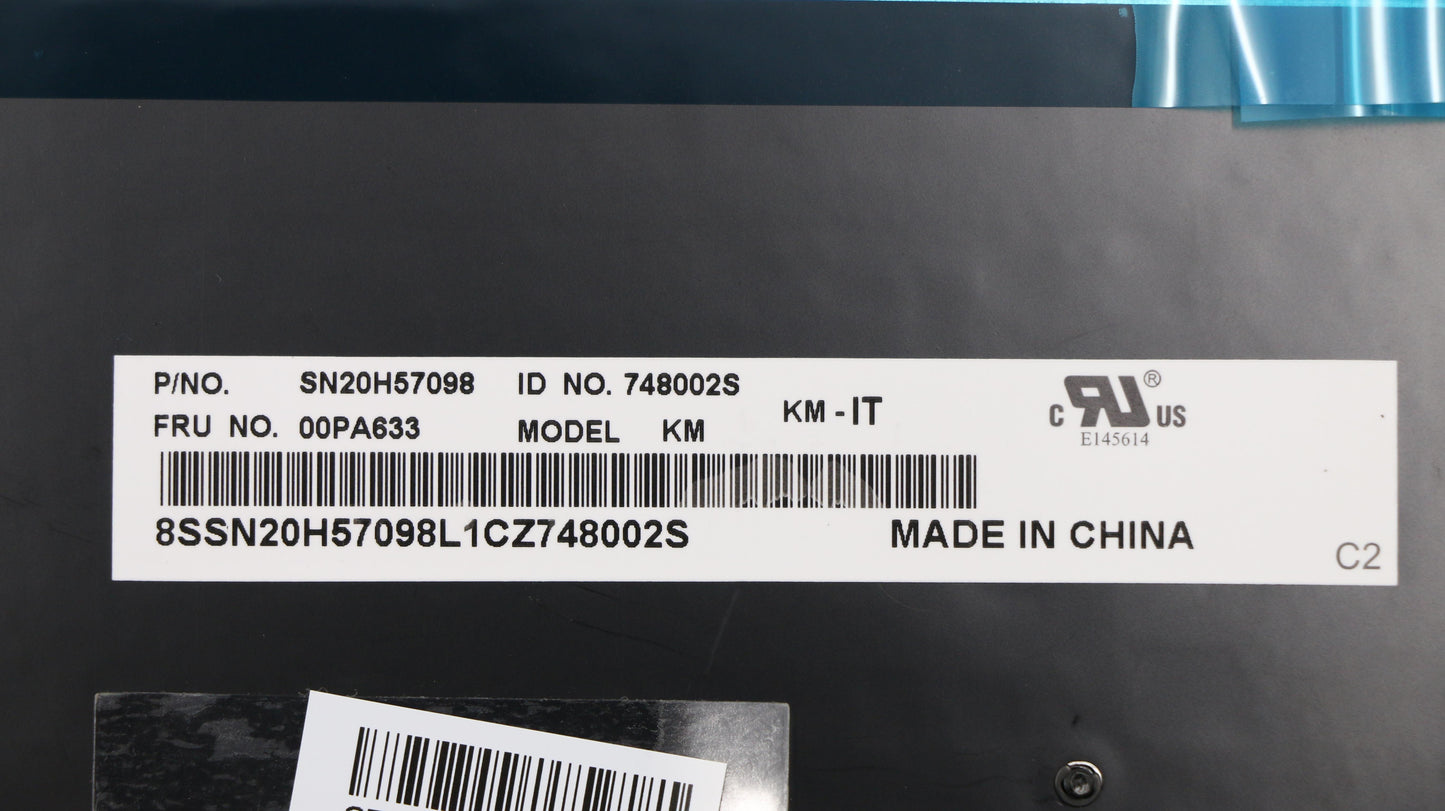 P/NO. SN20H57098 ID NO. 748002S
FRU NO. 00PA633 MODEL KM
KM - IT
C RU ® US
E145614
8SSN20H57098L1CZ748002S
MADE IN CHINA
C2